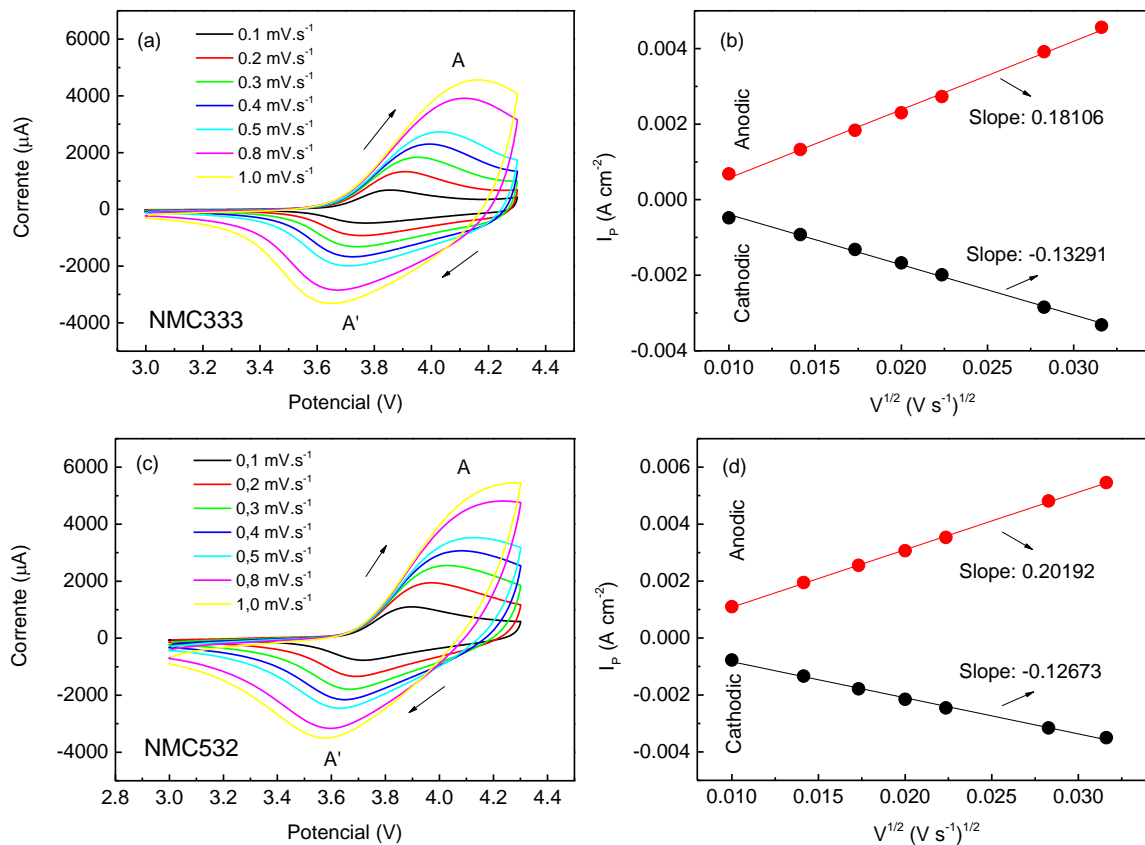 (a)
0.1 mV.s⁻¹
0.2 mV.s⁻¹
0.3 mV.s⁻¹
0.4 mV.s⁻¹
0.5 mV.s⁻¹
0.8 mV.s⁻¹
1.0 mV.s⁻¹
A
A'
NMC333
6000
4000
2000
0
-2000
-4000
Corrente (µA)
3.0 3.2 3.4 3.6 3.8 4.0 4.2 4.4
Potencial (V)
(b)
Anodic
Cathodic
Slope: 0.18106
Slope: -0.13291
0.004
0.002
0.000
-0.002
-0.004
I_P (A cm⁻²)
0.010 0.015 0.020 0.025 0.030
V^1/2 (V s⁻¹)^1/2
(c)
0,1 mV.s⁻¹
0,2 mV.s⁻¹
0,3 mV.s⁻¹
0,4 mV.s⁻¹
0,5 mV.s⁻¹
0,8 mV.s⁻¹
1,0 mV.s⁻¹
A
A'
NMC532
6000
4000
2000
0
-2000
-4000
Corrente (µA)
2.8 3.0 3.2 3.4 3.6 3.8 4.0 4.2 4.4
Potencial (V)
(d)
Anodic
Cathodic
Slope: 0.20192
Slope: -0.12673
0.006
0.004
0.002
0.000
-0.002
-0.004
I_P (A cm⁻²)
0.010 0.015 0.020 0.025 0.030
V^1/2 (V s⁻¹)^1/2